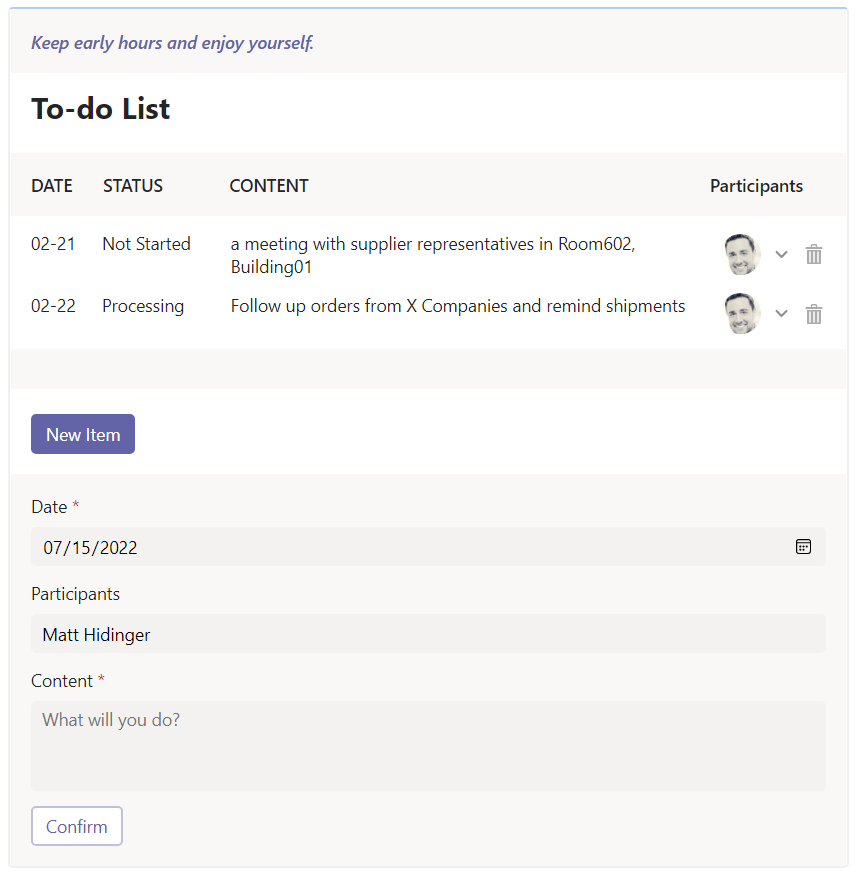 Keep early hours and enjoy yourself.
To-do List
DATE STATUS CONTENT Participants
02-21 Not Started a meeting with supplier representatives in Room602,
Building01
02-22 Processing Follow up orders from X Companies and remind shipments
New Item
Date *
07/15/2022
Participants
Matt Hidinger
Content *
What will you do?
Confirm